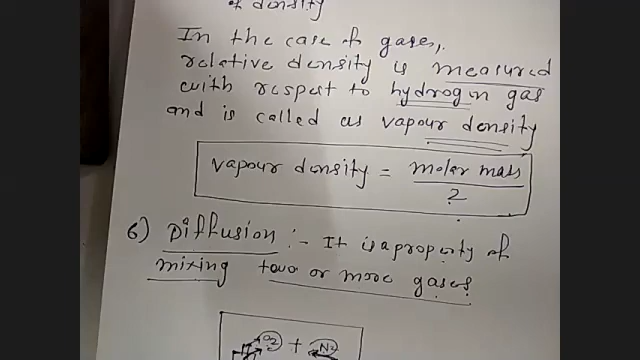 of density
In the case of gases,
relative density is measured
with respect to hydrogen gas
and is called as vapour density
vapour density = molar mass / 2
6) Diffusion :- It is a property of
mixing two or more gases
O2 + N2